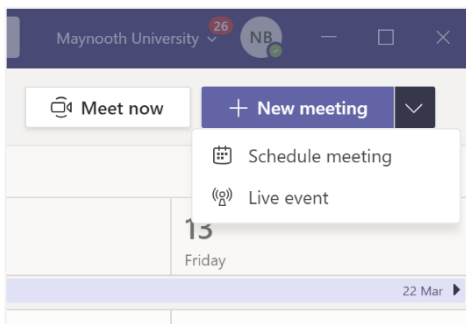 Maynooth University 26 NB
Meet now + New meeting
Schedule meeting
Live event
13
Friday
22 Mar